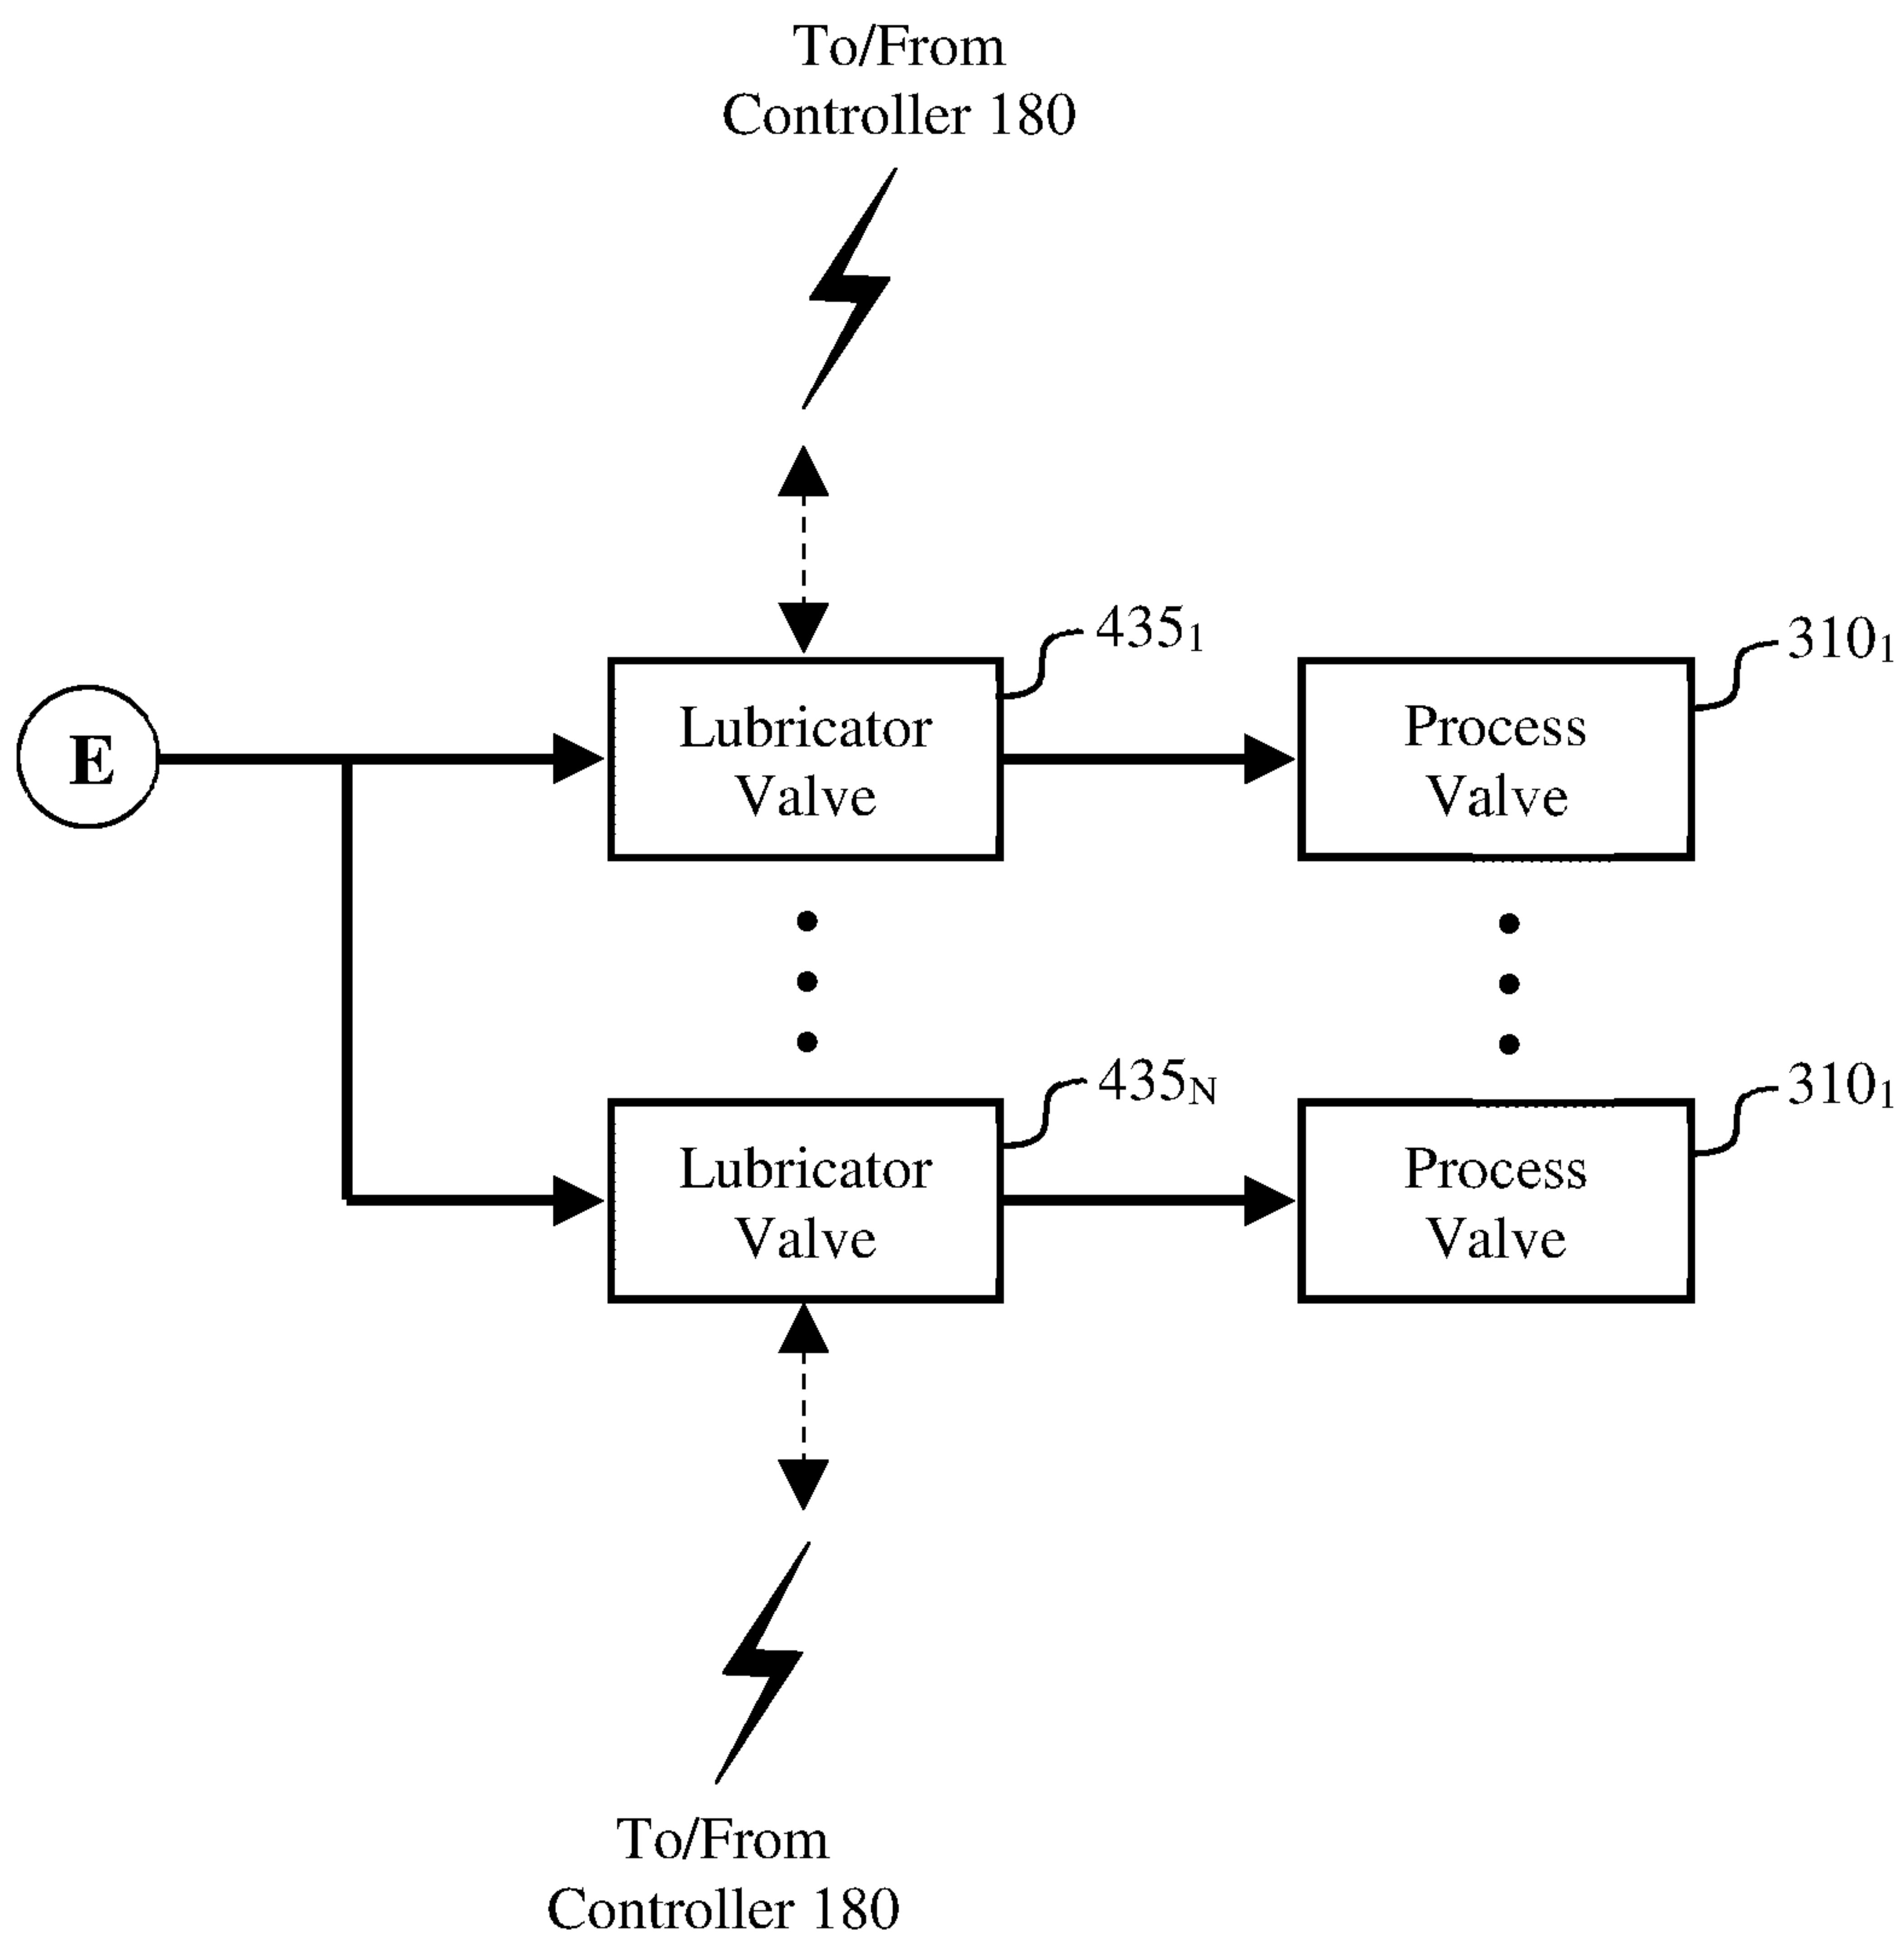 To/From
Controller 180
435₁
310₁
E
Lubricator
Valve
Process
Valve
435_N
310₁
Lubricator
Valve
Process
Valve
To/From
Controller 180